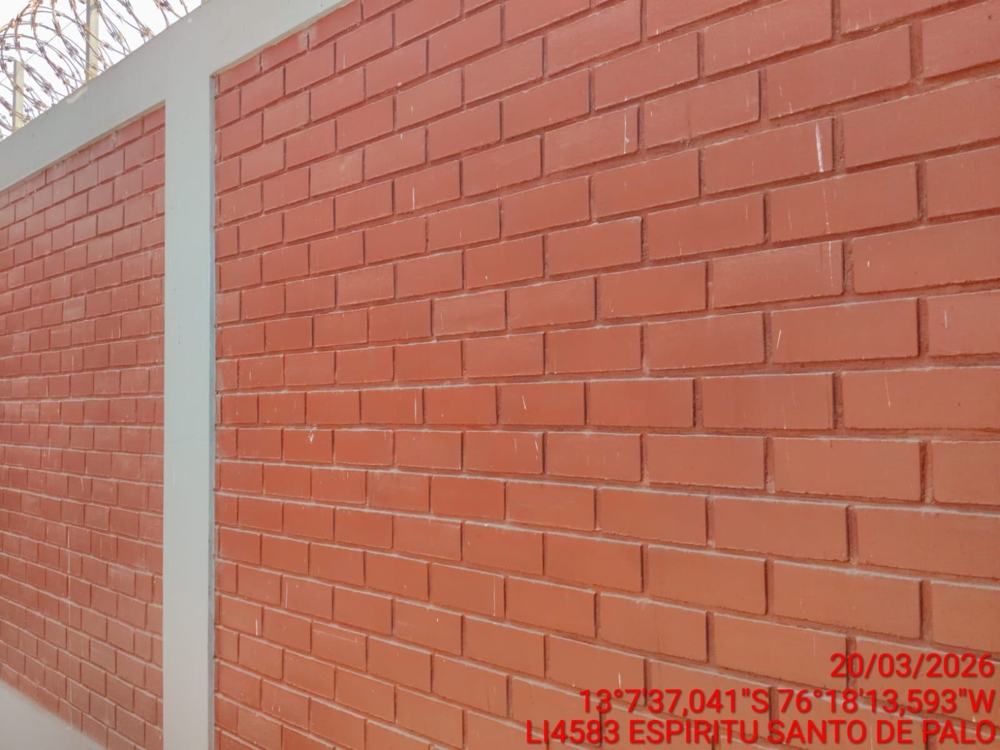 20/03/2026
13°7'37,041"S 76°18'13,593"W
LI4583 ESPIRITU SANTO DE PALO